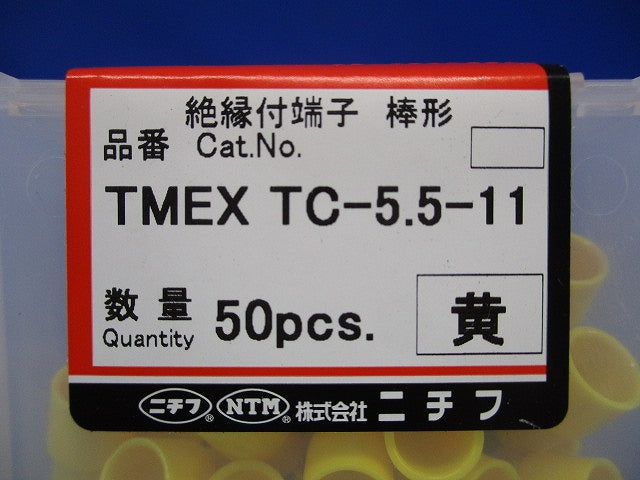 絶縁付端子 棒形
品番 Cat.No.
TMEX TC-5.5-11
数量 50pcs.
Quantity
黄
ニチフ® NTM® 株式会社 ニチフ